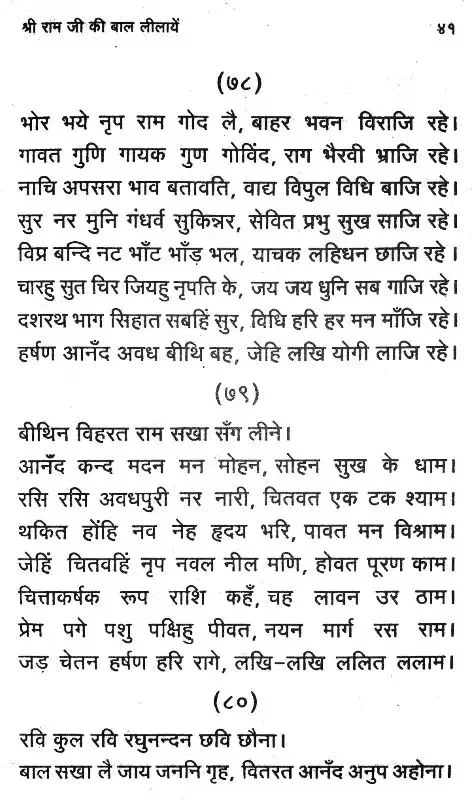 श्री राम जी की बाल लीलायें ४१
(७८)
भोर भये नृप राम गोद लै, बाहर भवन विराजि रहे।
गावत गुणि गायक गुण गोविंद, राग भैरवी भ्राजि रहे।
नाचि अपसरा भाव बतावति, वाद्य विपुल विधि बाजि रहे।
सुर नर मुनि गंधर्व सुकिन्नर, सेवित प्रभु सुख साजि रहे।
विप्र बन्दि नट भाँट भाँड़ भल, याचक लहिधन छाजि रहे ।
चारहु सुत चिर जियहु नृपति के, जय जय धुनि सब गाजि रहे।
दशरथ भाग सिहात सबहिं सुर, विधि हरि हर मन माँजि रहे।
हर्षण आनँद अवध बीथि बह, जेहि लखि योगी लाजि रहे।
(७९)
बीथिन विहरत राम सखा सँग लीने।
आनँद कन्द मदन मन मोहन, सोहन सुख के धाम।
रसि रसि अवधपुरी नर नारी, चितवत एक टक श्याम।
थकित होंहि नव नेह हृदय भरि, पावत मन विश्राम।
जेहिं चितवहिं नृप नवल नील मणि, होवत पूरण काम।
चित्ताकर्षक रूप राशि कहँ, चह लावन उर ठाम।
प्रेम पगे पशु पक्षिहु पीवत, नयन मार्ग रस राम।
जड़ चेतन हर्षण हरि रागे, लखि-लखि ललित ललाम।
(८०)
रवि कुल रवि रघुनन्दन छवि छौना।
बाल सखा लै जाय जननि गृह, वितरत आनँद अनुप अहोना।